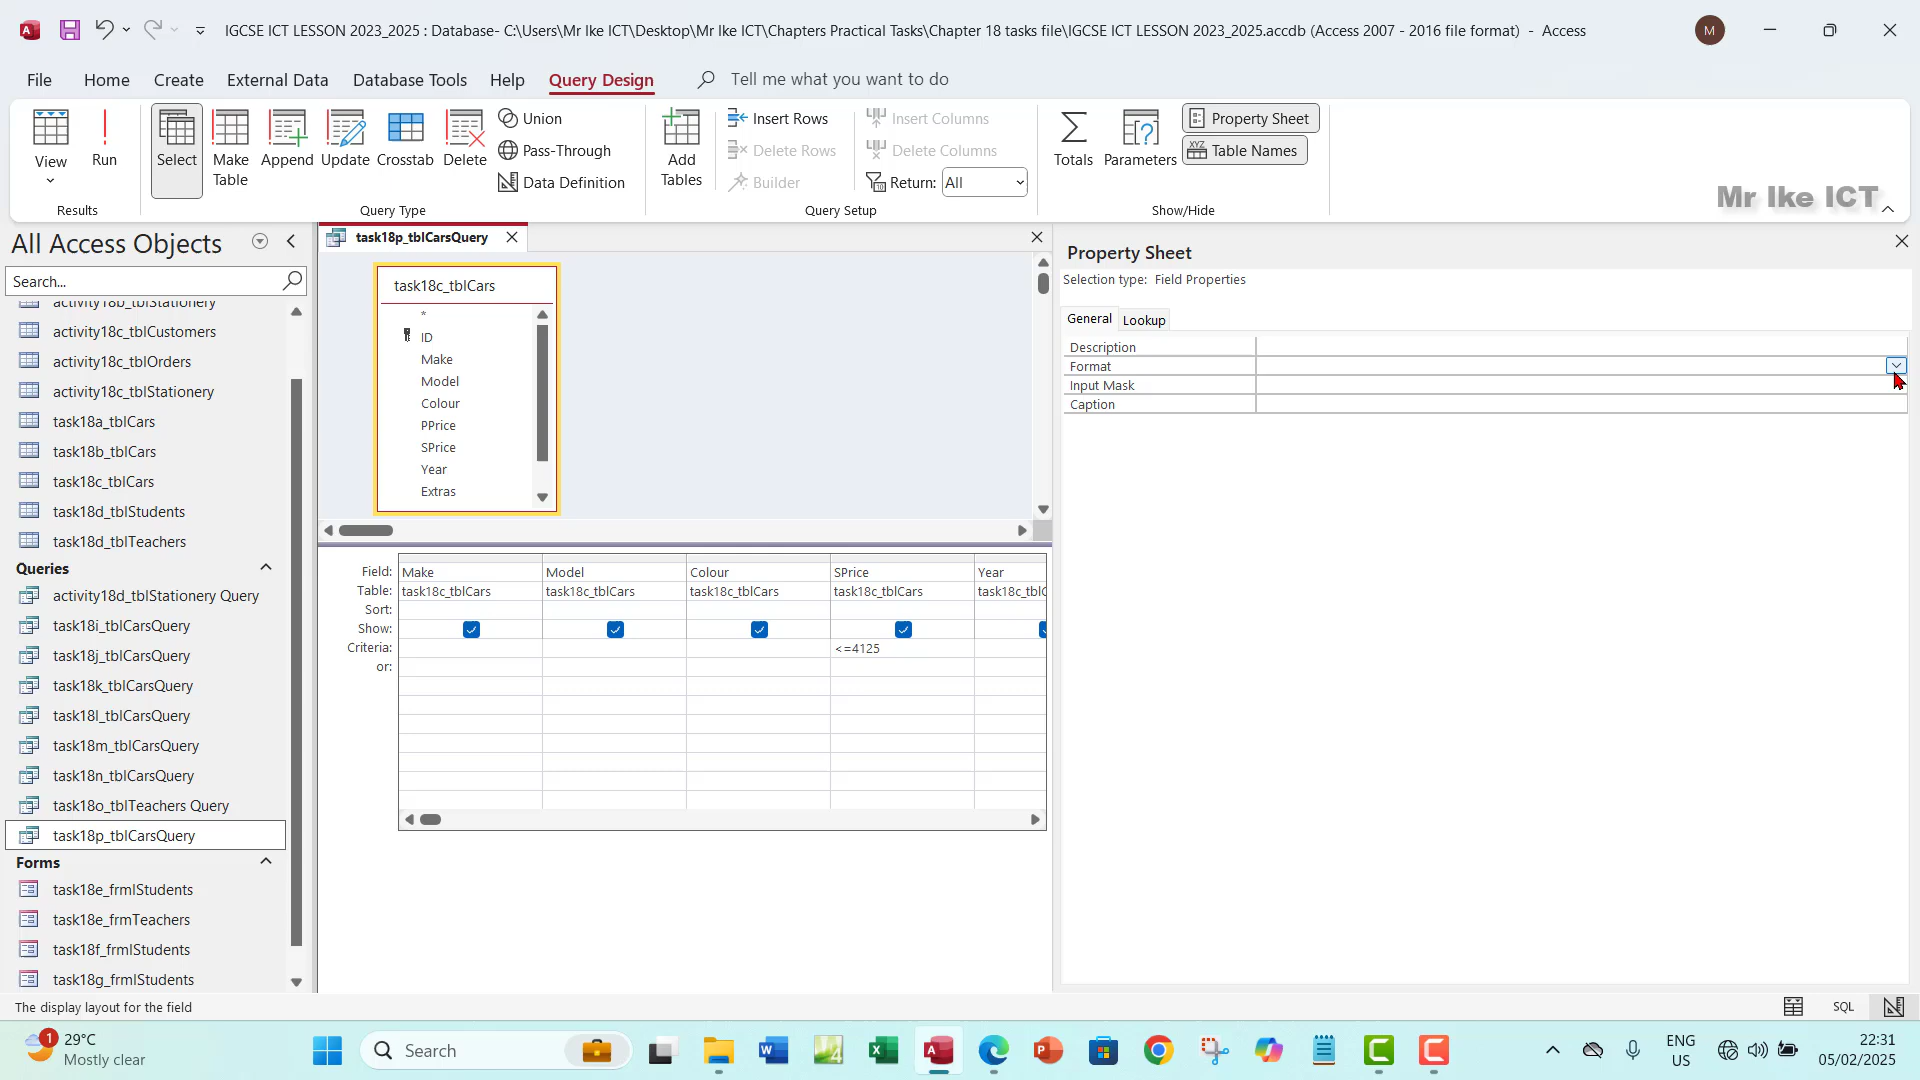 IGCSE ICT LESSON 2023_2025 : Database- C:\Users\Mr Ike ICT\Desktop\Mr Ike ICT\Chapters Practical Tasks\Chapter 18 tasks file\IGCSE ICT LESSON 2023_2025.accdb (Access 2007 - 2016 file format) - Access
M
File Home Create External Data Database Tools Help Query Design Tell me what you want to do
View Run Select Make Table Append Update Crosstab Delete
Union
Pass-Through
Data Definition
Add Tables
Insert Rows
Delete Rows
Builder
Insert Columns
Delete Columns
Return: All
Totals Parameters
Property Sheet
Table Names
Results Query Type Query Setup Show/Hide
Mr Ike ICT
All Access Objects
Search...
activity18b_tblStationery
activity18c_tblCustomers
activity18c_tblOrders
activity18c_tblStationery
task18a_tblCars
task18b_tblCars
task18c_tblCars
task18d_tblStudents
task18d_tblTeachers
Queries
activity18d_tblStationery Query
task18i_tblCarsQuery
task18j_tblCarsQuery
task18k_tblCarsQuery
task18l_tblCarsQuery
task18m_tblCarsQuery
task18n_tblCarsQuery
task18o_tblTeachers Query
task18p_tblCarsQuery
Forms
task18e_frmlStudents
task18e_frmTeachers
task18f_frmlStudents
task18g_frmlStudents
task18p_tblCarsQuery
task18c_tblCars
*
ID
Make
Model
Colour
PPrice
SPrice
Year
Extras
Field: Make Model Colour SPrice Year
Table: task18c_tblCars task18c_tblCars task18c_tblCars task18c_tblCars task18c_tblC
Sort:
Show:
Criteria: <=4125
or:
Property Sheet
Selection type: Field Properties
General Lookup
Description
Format
Input Mask
Caption
The display layout for the field
SQL
1
29°C
Mostly clear
Search
ENG
US
22:31
05/02/2025